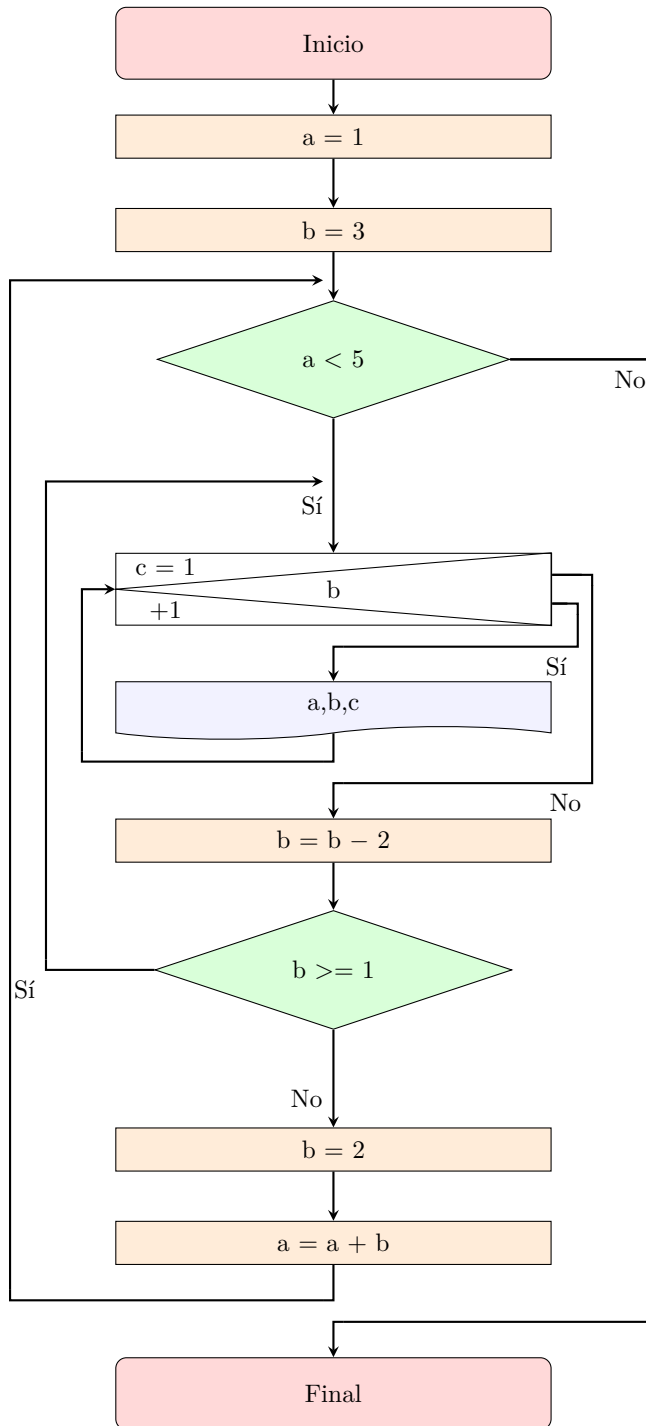 Inicio
a = 1
b = 3
a < 5
No
Sí
c = 1
b
+1
Sí
a,b,c
No
b = b − 2
b >= 1
Sí
No
b = 2
a = a + b
Final